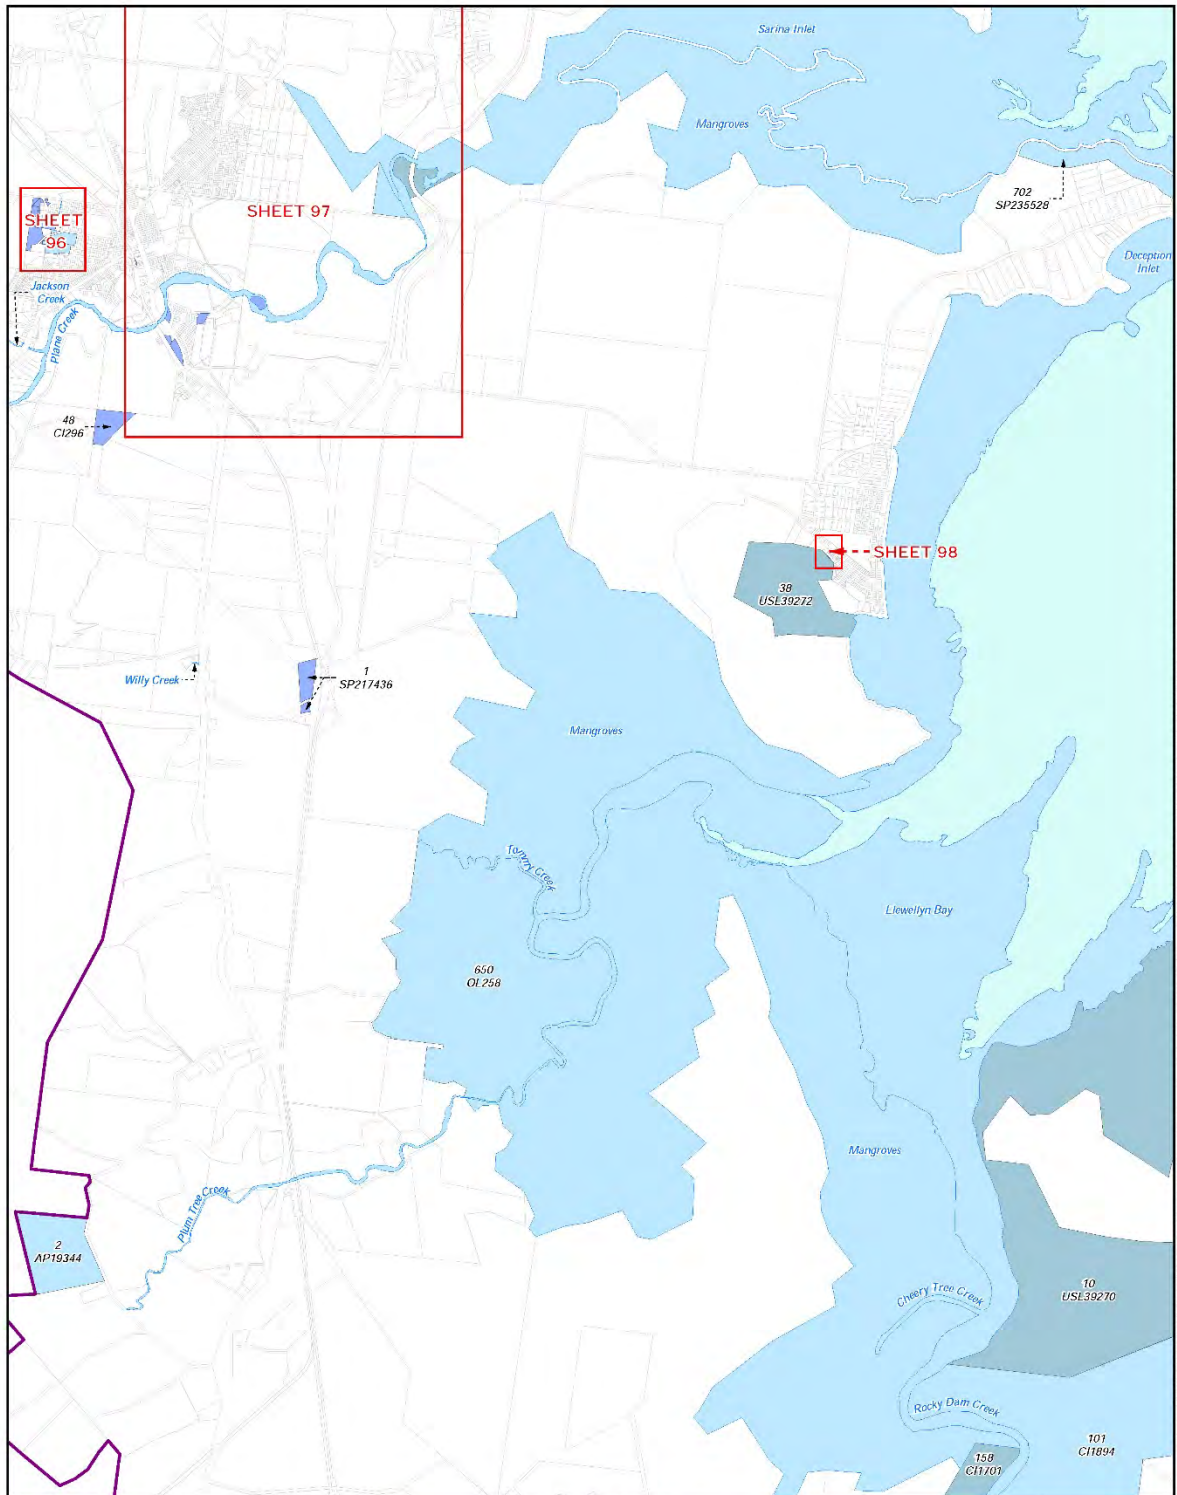 Sarina Inlet
Mangroves
702
SP235528
SHEET 97
SHEET
96
Deception
Inlet
Jackson
Creek
Plane Creek
48
CI296
SHEET 98
38
USL39272
Willy Creek
1
SP217436
Mangroves
Tommy Creek
Llewellyn Bay
650
OL258
Mangroves
Plum Tree Creek
2
AP19344
10
USL39270
Cheery Tree Creek
Rocky Dam Creek
101
CI1894
158
CI1701